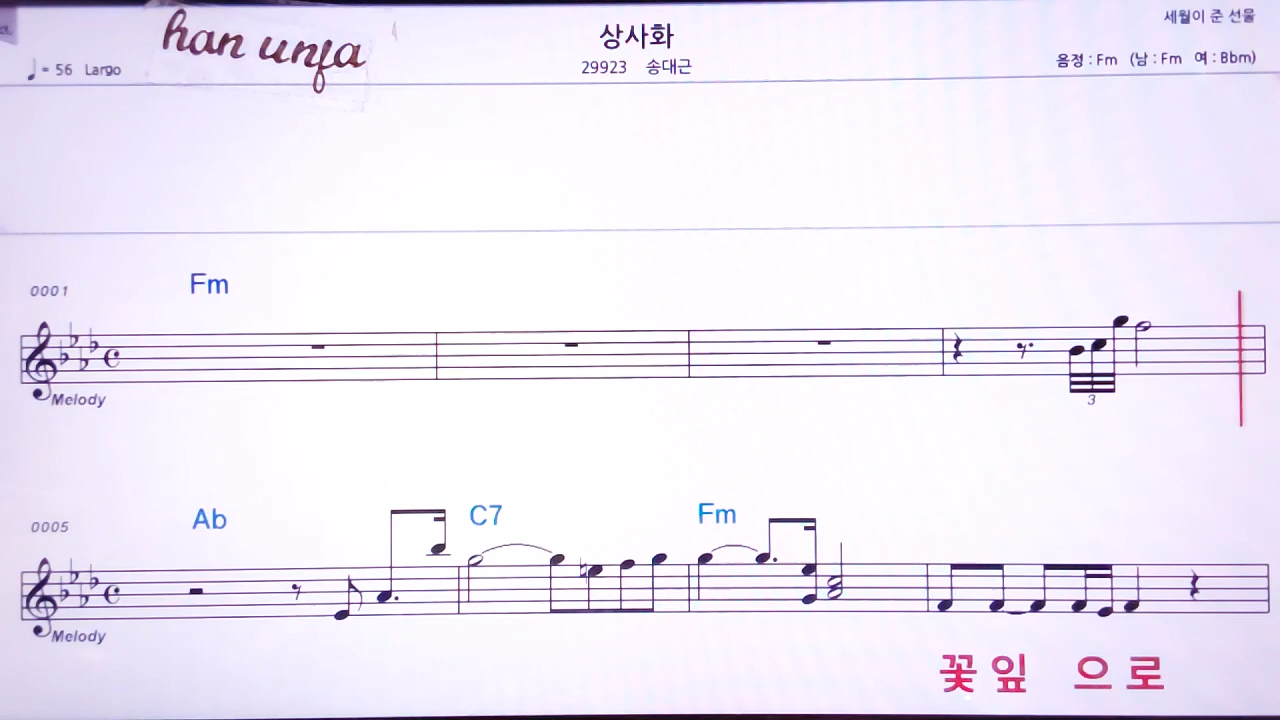 han unfa
상사화
세월이 준 선물
♩= 56 Largo
29923 송대근
음정 : Fm (남 : Fm 여 : Bbm)
0001
Fm
Melody
3
0005
Ab C7 Fm
Melody
꽃 잎 으 로